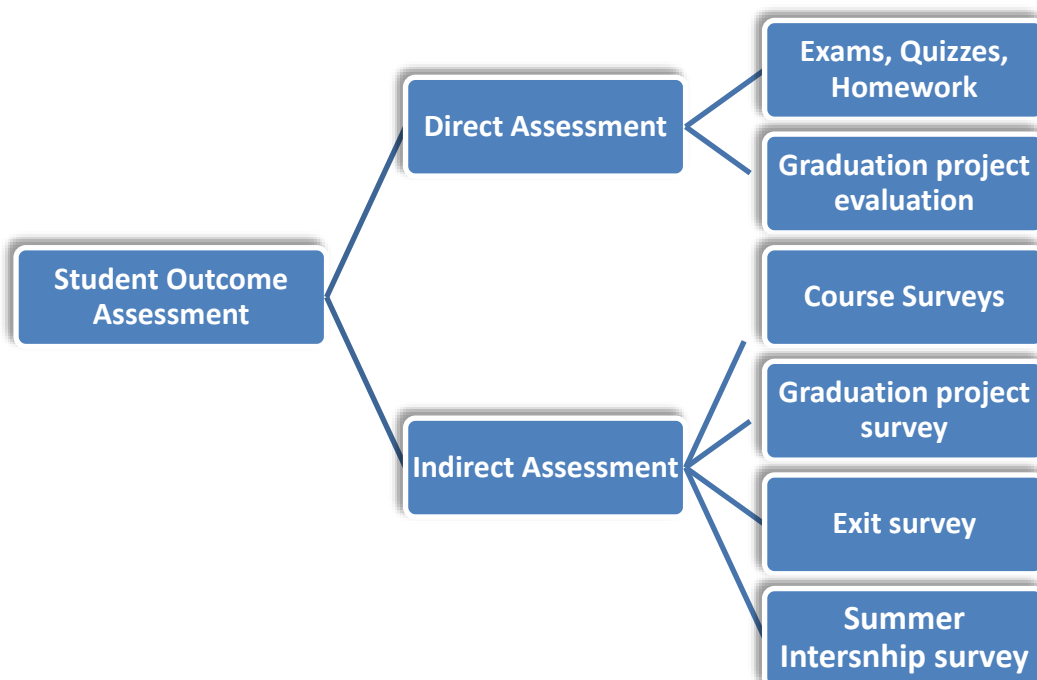 Student Outcome
Assessment
Direct Assessment
Exams, Quizzes,
Homework
Graduation project
evaluation
Indirect Assessment
Course Surveys
Graduation project
survey
Exit survey
Summer
Intersnhip survey